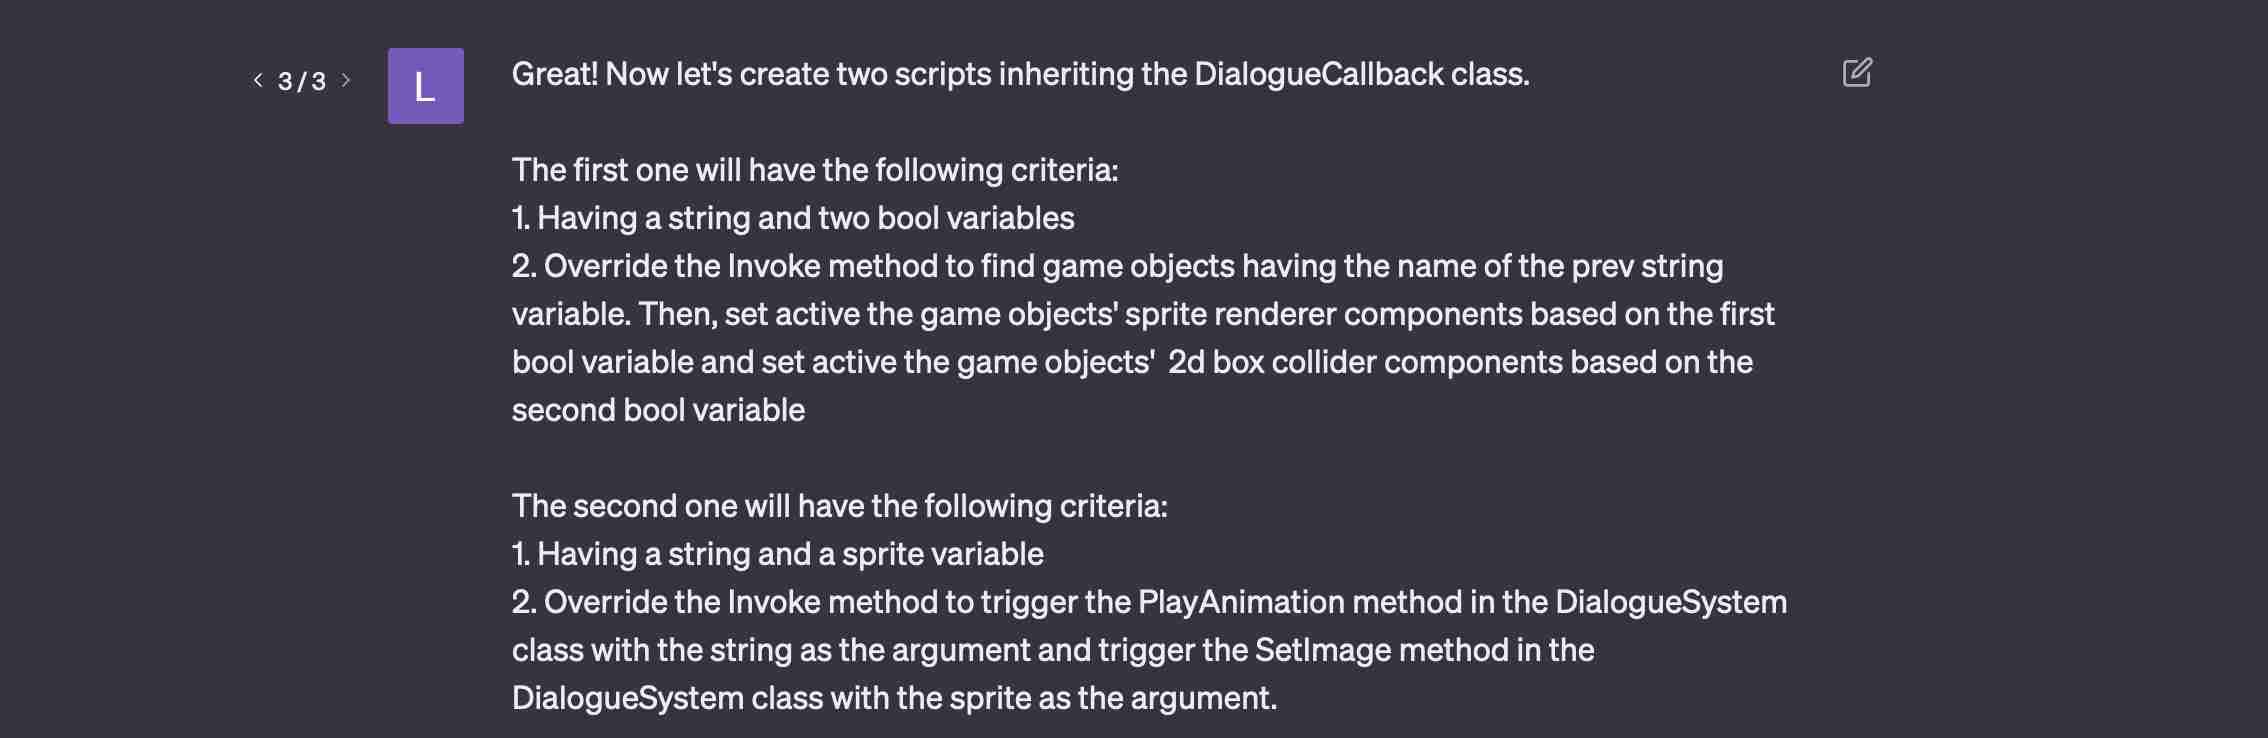 < 3 / 3 >
L
Great! Now let's create two scripts inheriting the DialogueCallback class.
The first one will have the following criteria:
1. Having a string and two bool variables
2. Override the Invoke method to find game objects having the name of the prev string
variable. Then, set active the game objects' sprite renderer components based on the first
bool variable and set active the game objects'  2d box collider components based on the
second bool variable
The second one will have the following criteria:
1. Having a string and a sprite variable
2. Override the Invoke method to trigger the PlayAnimation method in the DialogueSystem
class with the string as the argument and trigger the SetImage method in the
DialogueSystem class with the sprite as the argument.